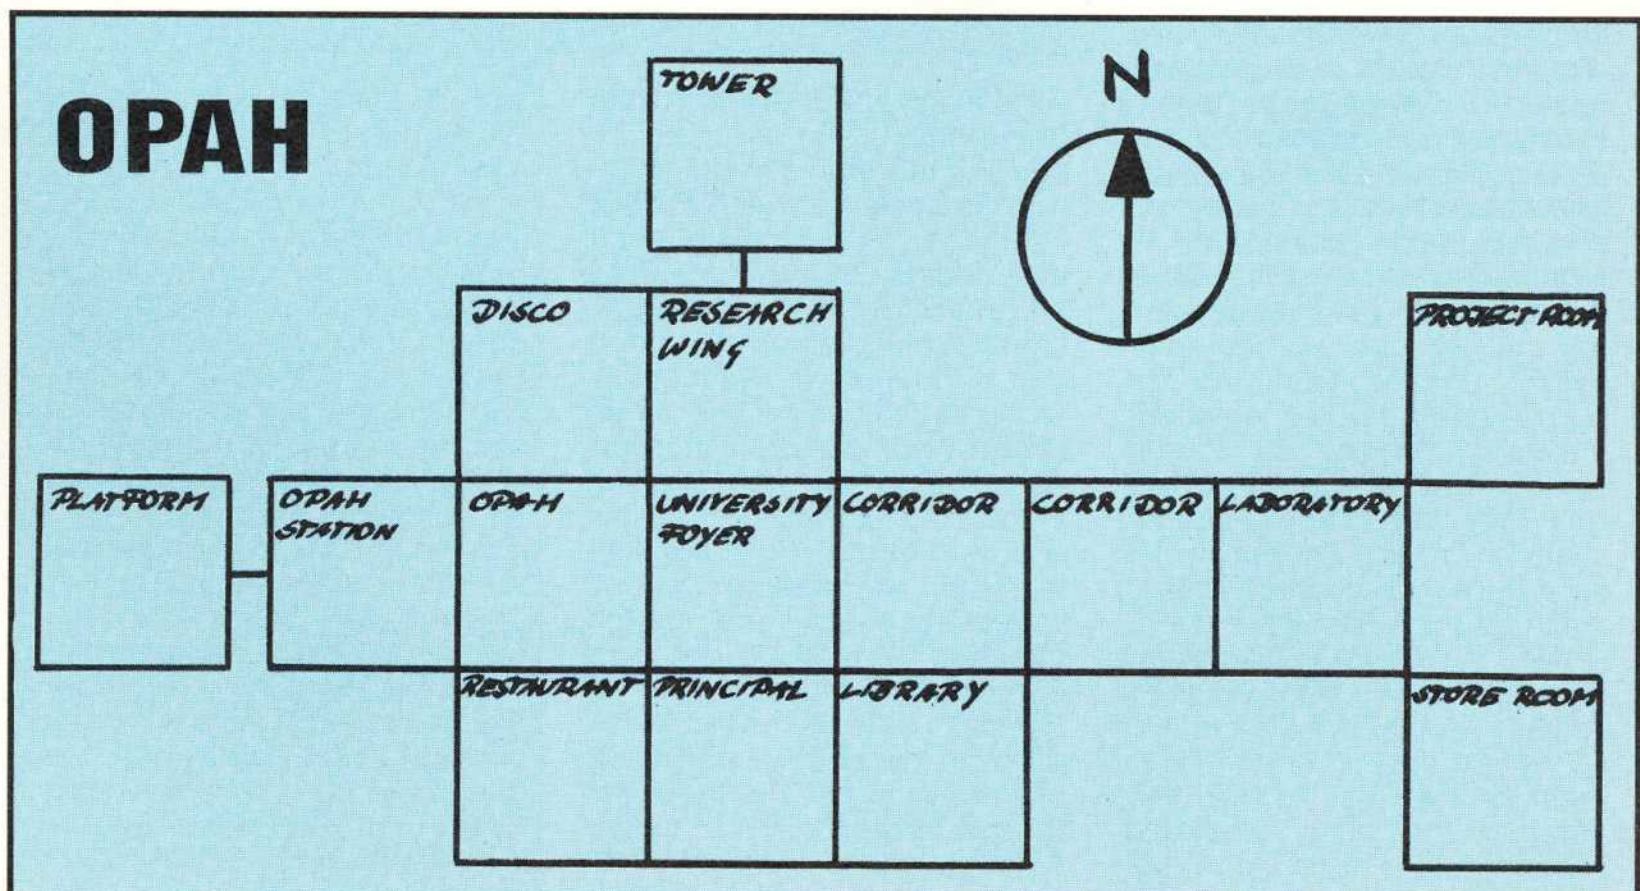 OPAH
TOWER
N
DISCO
RESEARCH
WING
PROJECT ROOM
PLATFORM
OPAH
STATION
OPAH
UNIVERSITY
FOYER
CORRIDOR
CORRIDOR
LABORATORY
RESTAURANT
PRINCIPAL
LIBRARY
STORE ROOM